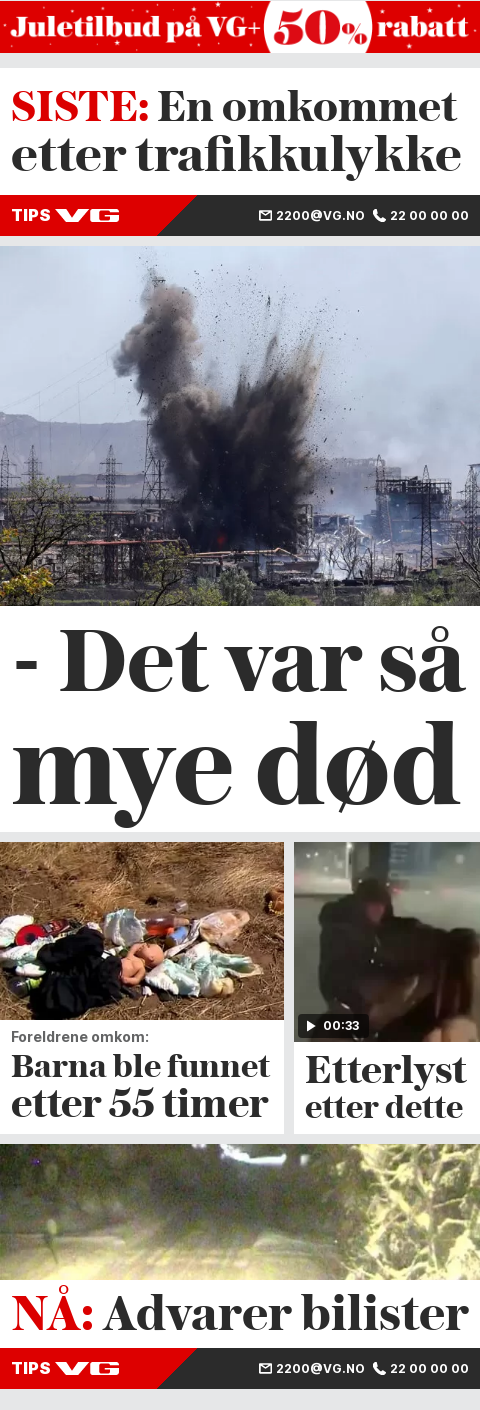 Juletilbud på VG+ 50% rabatt
SISTE: En omkommet
etter trafikkulykke
TIPS VG 2200@VG.NO 22 00 00 00
- Det var så
mye død
Foreldrene omkom:
Barna ble funnet
etter 55 timer
00:33
Etterlyst
etter dette
NÅ: Advarer bilister
TIPS VG 2200@VG.NO 22 00 00 00